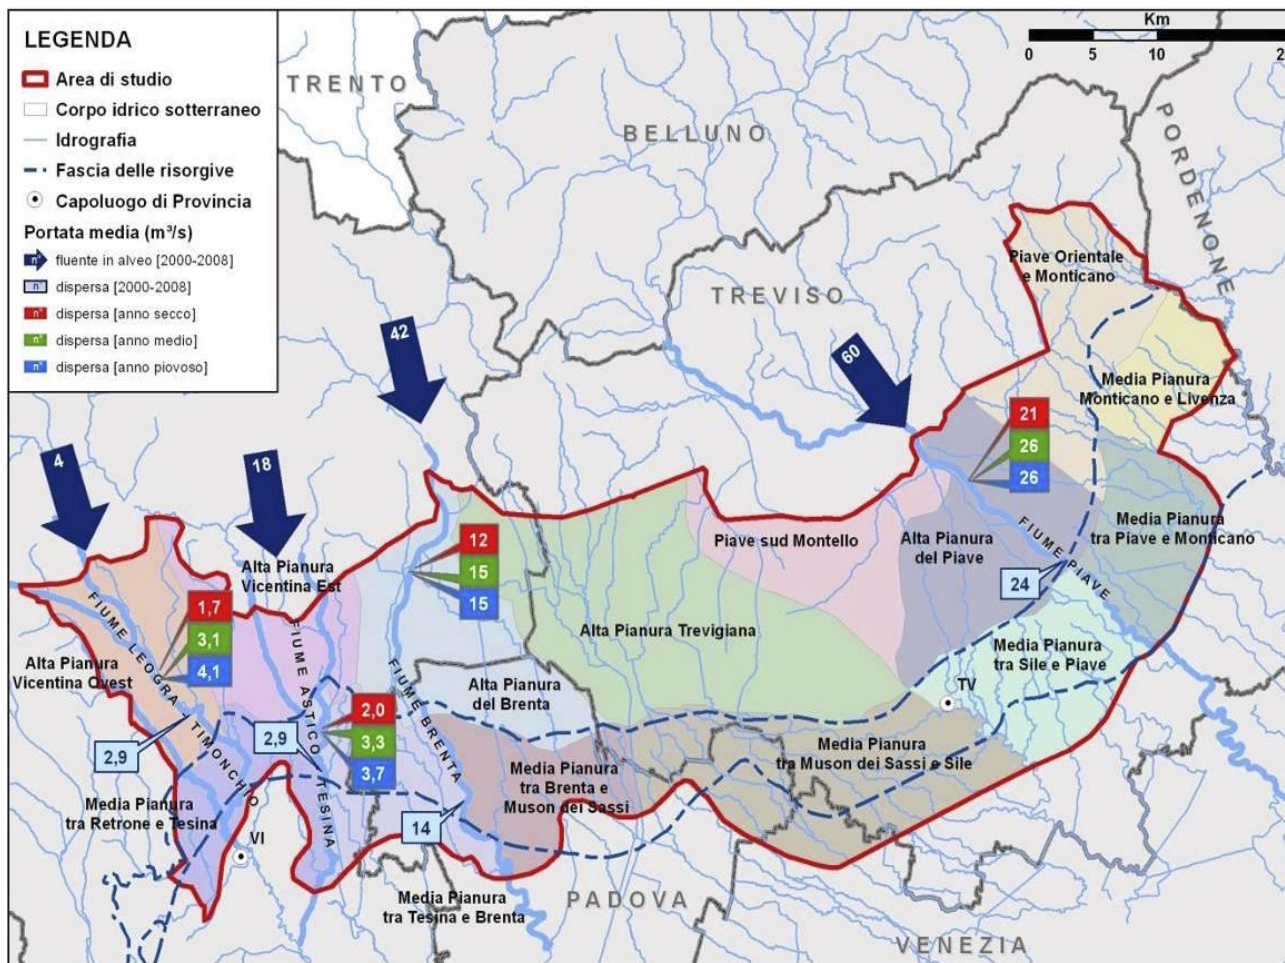 LEGENDA
Area di studio
Corpo idrico sotterraneo
Idrografia
Fascia delle risorgive
Capoluogo di Provincia
Portata media (m³/s)
n° fluente in alveo [2000-2008]
n° dispersa [2000-2008]
n° dispersa [anno secco]
n° dispersa [anno medio]
n° dispersa [anno piovoso]
Km
0 5 10
TRENTO
BELLUNO
PORDENONE
TREVISO
Piave Orientale
e Monticano
42
60
Media Pianura
Monticano e Livenza
4
18
21
26
26
FIUME PIAVE
Media Pianura
tra Piave e Monticano
Alta Pianura
Vicentina Est
12
15
15
Piave sud Montello
Alta Pianura
del Piave
24
1,7
3,1
4,1
FIUME LEOGRA - TIMONCHIO
FIUME ASTICO TESINA
FIUME BRENTA
Alta Pianura Trevigiana
Alta Pianura
Vicentina Ovest
Media Pianura
tra Sile e Piave
Alta Pianura
del Brenta
TV
2,0
3,3
3,7
2,9
2,9
Media Pianura
tra Muson dei Sassi e Sile
Media Pianura
tra Brenta e
Muson dei Sassi
Media Pianura
tra Retrone e Tesina
14
VI
Media Pianura
tra Tesina e Brenta
PADOVA
VENEZIA